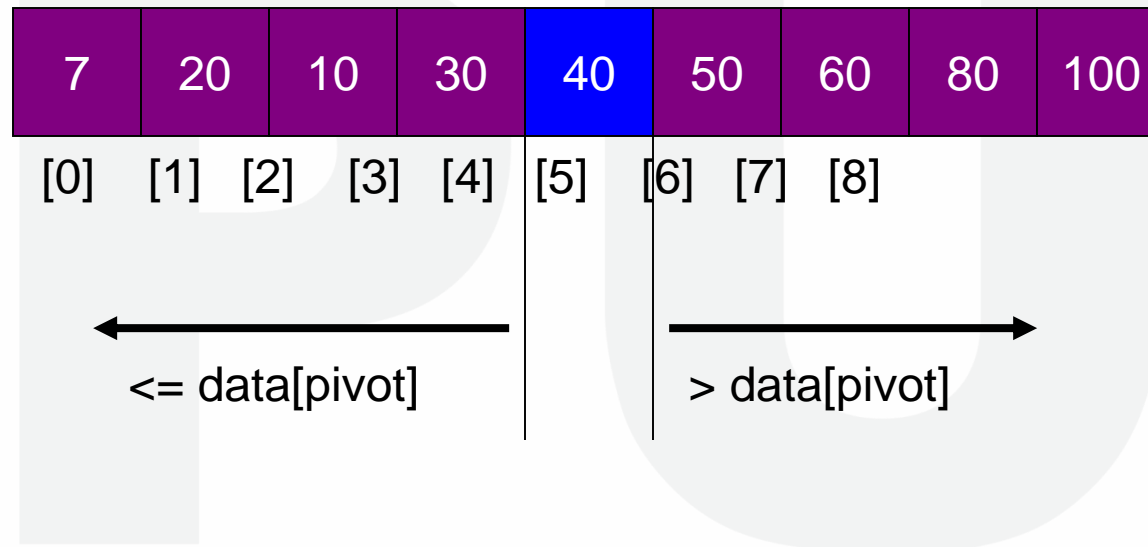 7 20 10 30 40 50 60 80 100
[0] [1] [2] [3] [4] [5] [6] [7] [8]
<= data[pivot] > data[pivot]